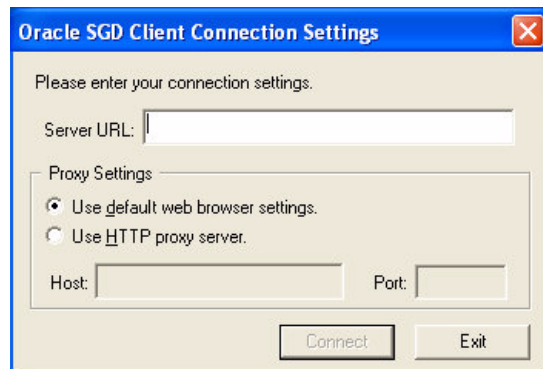 Oracle SGD Client Connection Settings
Please enter your connection settings.
Server URL:
Proxy Settings
Use default web browser settings.
Use HTTP proxy server.
Host: Port:
Connect Exit